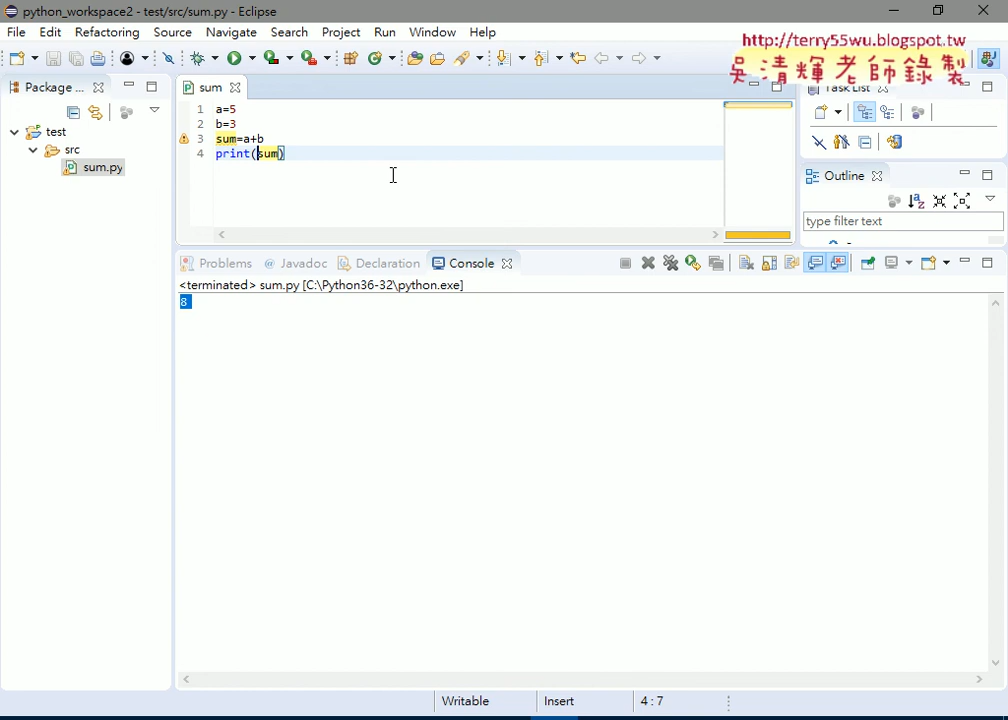 python_workspace2 - test/src/sum.py - Eclipse
File Edit Refactoring Source Navigate Search Project Run Window Help
http://terry55wu.blogspot.tw
吳清輝老師錄製
Package ...
sum
Task List
test
src
sum.py
1 a=5
2 b=3
3 sum=a+b
4 print(sum)
Outline
type filter text
Problems @ Javadoc Declaration Console
<terminated> sum.py [C:\Python36-32\python.exe]
8
Writable Insert 4 : 7